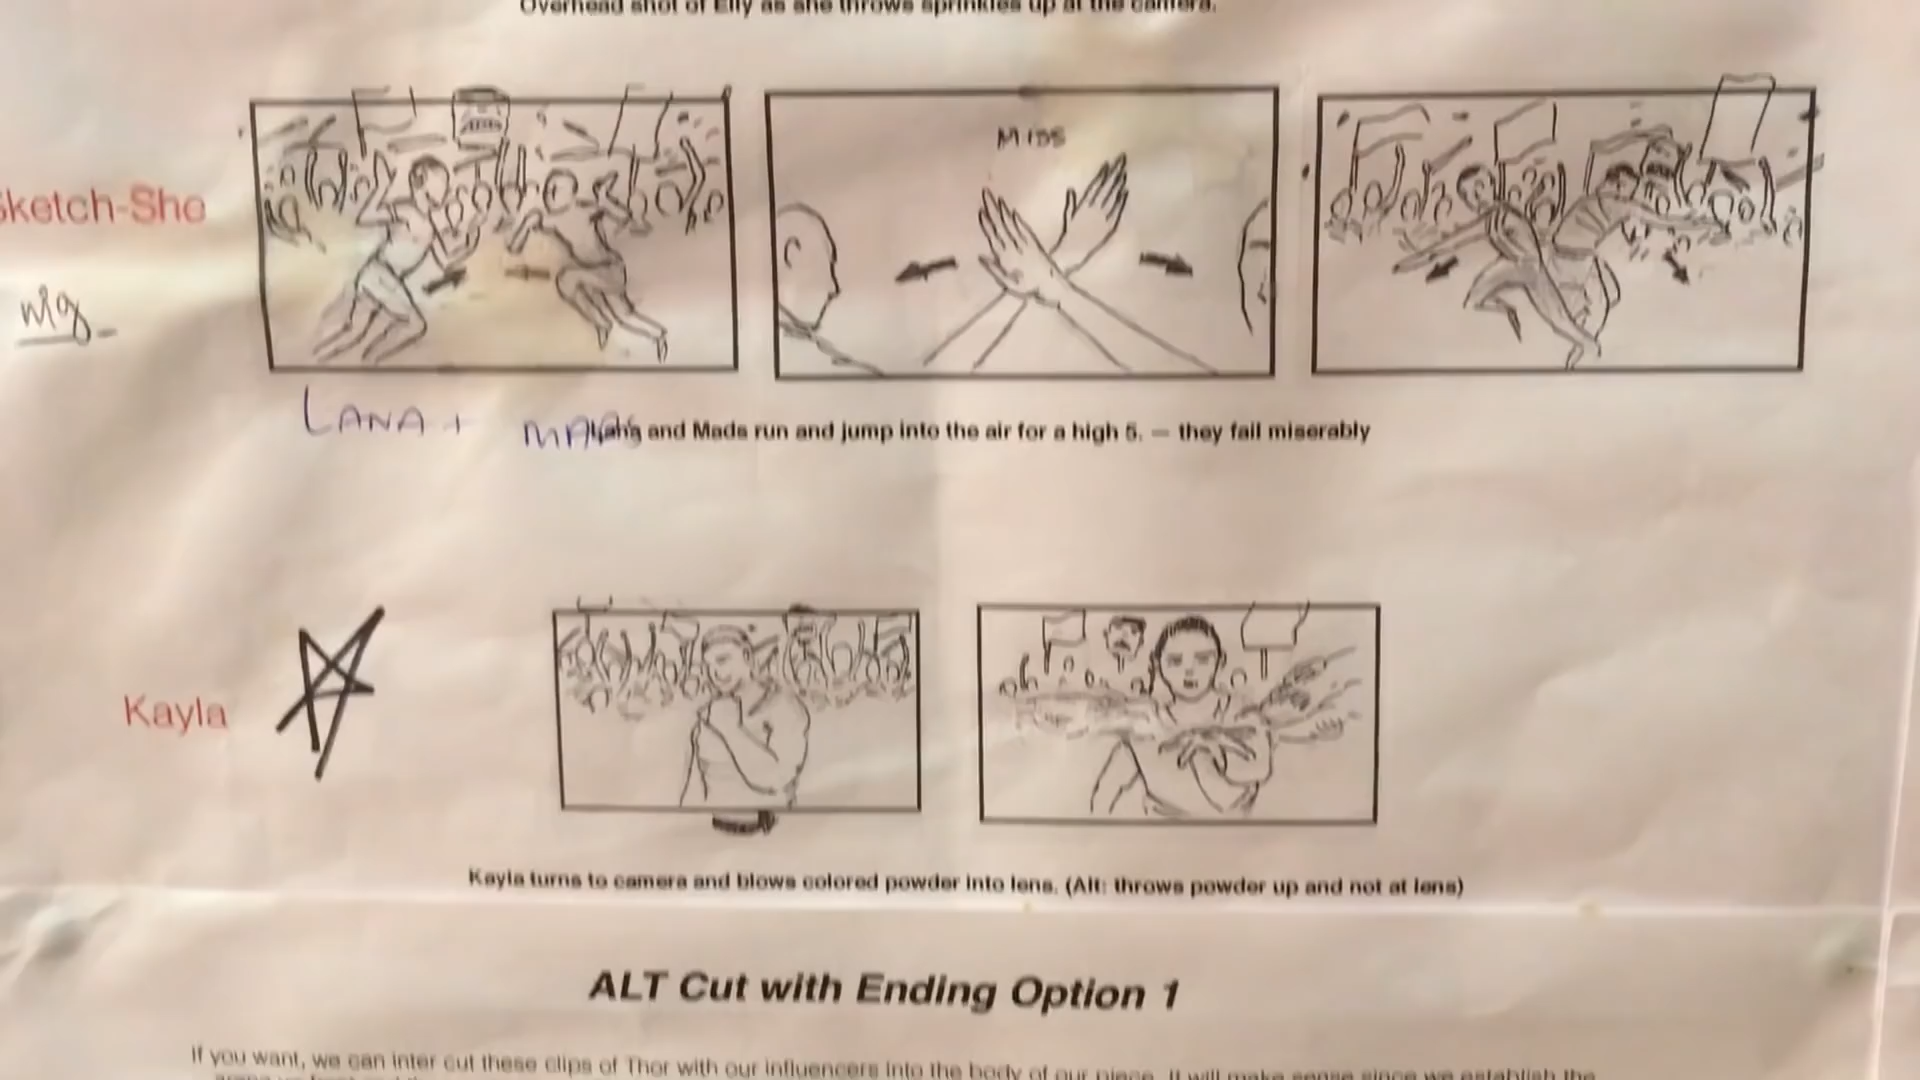 Overhead shot of Elly as she throws sprinkles up at the camera.
Sketch-She
MISS
LANA + MADS and Mads run and jump into the air for a high 5. — they fail miserably
Kayla
Kayla turns to camera and blows colored powder into lens. (Alt: throws powder up and not at lens)
ALT Cut with Ending Option 1
If you want, we can inter cut these clips of Thor with our influencers into the body of our piece. It will make sense since we establish the